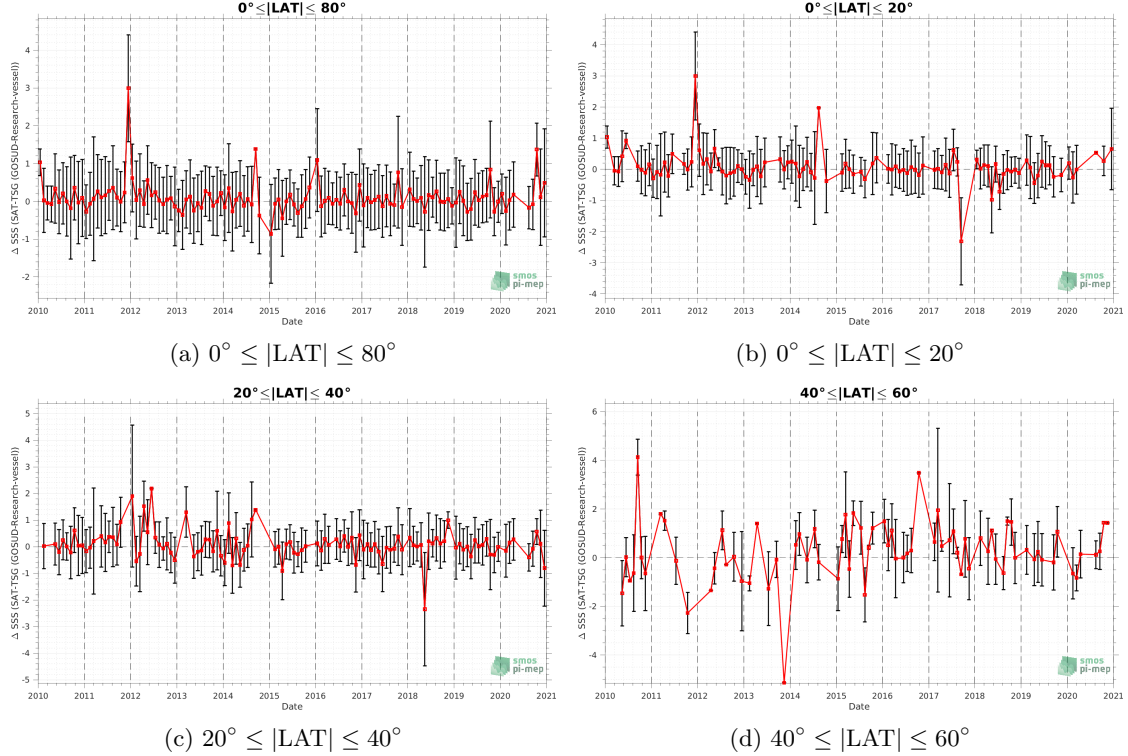 0°≤|LAT|≤ 80°
Δ SSS (SAT-TSG (GOSUD-Research-vessel))
4
3
2
1
0
-1
-2
2010 2011 2012 2013 2014 2015 2016 2017 2018 2019 2020 2021
Date
smos
pi-mep
(a) 0° ≤ |LAT| ≤ 80°
0°≤|LAT|≤ 20°
Δ SSS (SAT-TSG (GOSUD-Research-vessel))
4
3
2
1
0
-1
-2
-3
-4
2010 2011 2012 2013 2014 2015 2016 2017 2018 2019 2020 2021
Date
smos
pi-mep
(b) 0° ≤ |LAT| ≤ 20°
20°≤|LAT|≤ 40°
Δ SSS (SAT-TSG (GOSUD-Research-vessel))
5
4
3
2
1
0
-1
-2
-3
-4
-5
2010 2011 2012 2013 2014 2015 2016 2017 2018 2019 2020 2021
Date
smos
pi-mep
(c) 20° ≤ |LAT| ≤ 40°
40°≤|LAT|≤ 60°
Δ SSS (SAT-TSG (GOSUD-Research-vessel))
6
4
2
0
-2
-4
2010 2011 2012 2013 2014 2015 2016 2017 2018 2019 2020 2021
Date
smos
pi-mep
(d) 40° ≤ |LAT| ≤ 60°